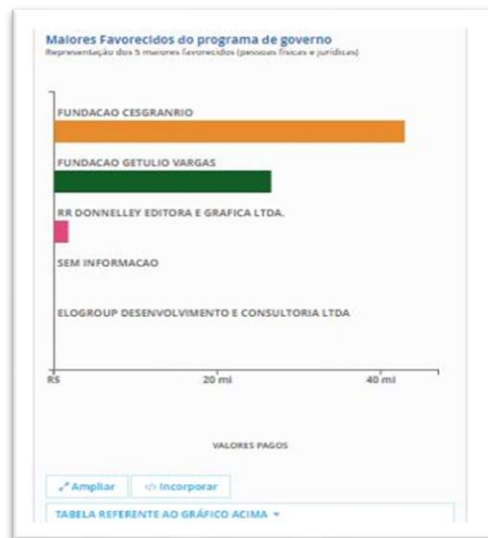 Maiores Favorecidos do programa de governo
Representação dos 5 maiores favorecidos (pessoas físicas e jurídicas)
FUNDACAO CESGRANRIO
FUNDACAO GETULIO VARGAS
RR DONNELLEY EDITORA E GRAFICA LTDA.
SEM INFORMACAO
ELOGROUP DESENVOLVIMENTO E CONSULTORIA LTDA
R$ 20 mi 40 mi
VALORES PAGOS
Ampliar </> Incorporar
TABELA REFERENTE AO GRÁFICO ACIMA